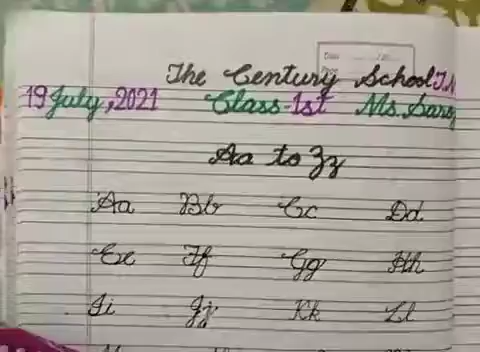 The Century School
19 July, 2021 Class-1st Ms.
Aa to Zz
Aa Bb Cc Dd
Ee Ff Gg Hh
Ii Jj Kk Ll